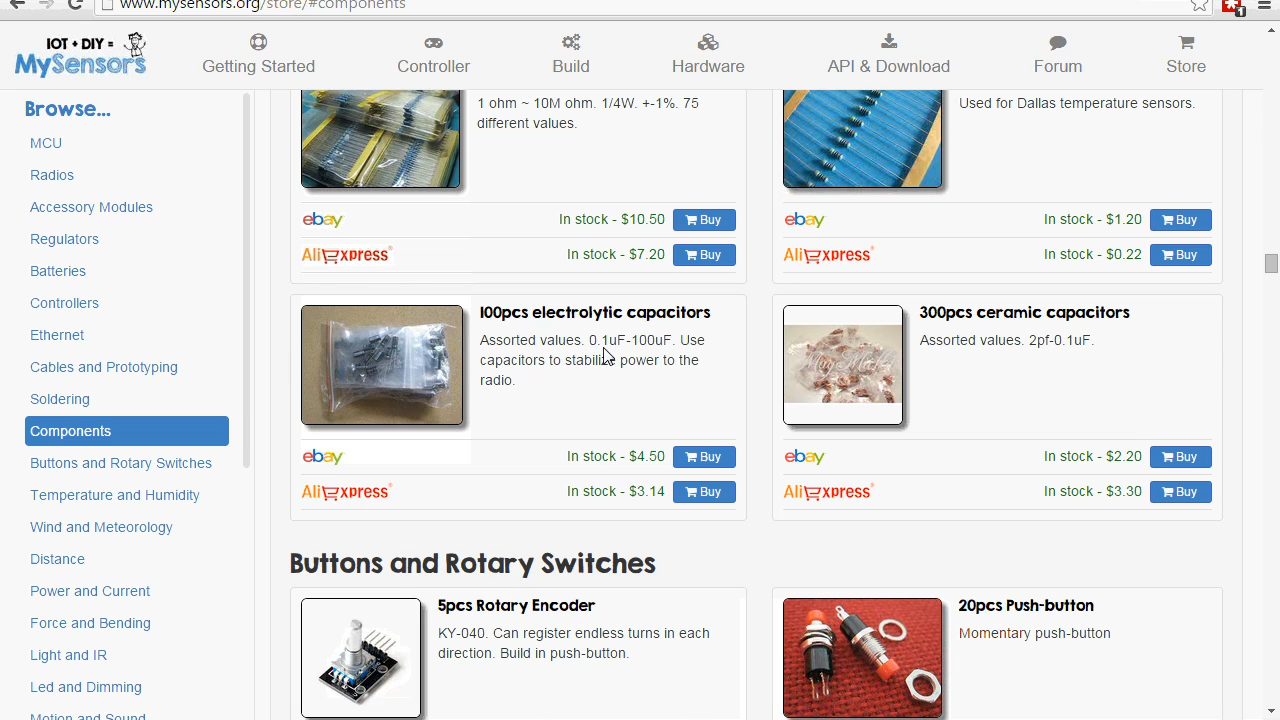 www.mysensors.org/store/#components
IOT + DIY =
MySensors
Getting Started
Controller
Build
Hardware
API & Download
Forum
Store
Browse...
MCU
Radios
Accessory Modules
Regulators
Batteries
Controllers
Ethernet
Cables and Prototyping
Soldering
Components
Buttons and Rotary Switches
Temperature and Humidity
Wind and Meteorology
Distance
Power and Current
Force and Bending
Light and IR
Led and Dimming
Motion and Sound
1 ohm ~ 10M ohm. 1/4W. +-1%. 75
different values.
ebay In stock - $10.50 Buy
AliExpress In stock - $7.20 Buy
Used for Dallas temperature sensors.
ebay In stock - $1.20 Buy
AliExpress In stock - $0.22 Buy
100pcs electrolytic capacitors
Assorted values. 0.1uF-100uF. Use
capacitors to stabilize power to the
radio.
ebay In stock - $4.50 Buy
AliExpress In stock - $3.14 Buy
300pcs ceramic capacitors
Assorted values. 2pf-0.1uF.
ebay In stock - $2.20 Buy
AliExpress In stock - $3.30 Buy
Buttons and Rotary Switches
5pcs Rotary Encoder
KY-040. Can register endless turns in each
direction. Build in push-button.
20pcs Push-button
Momentary push-button